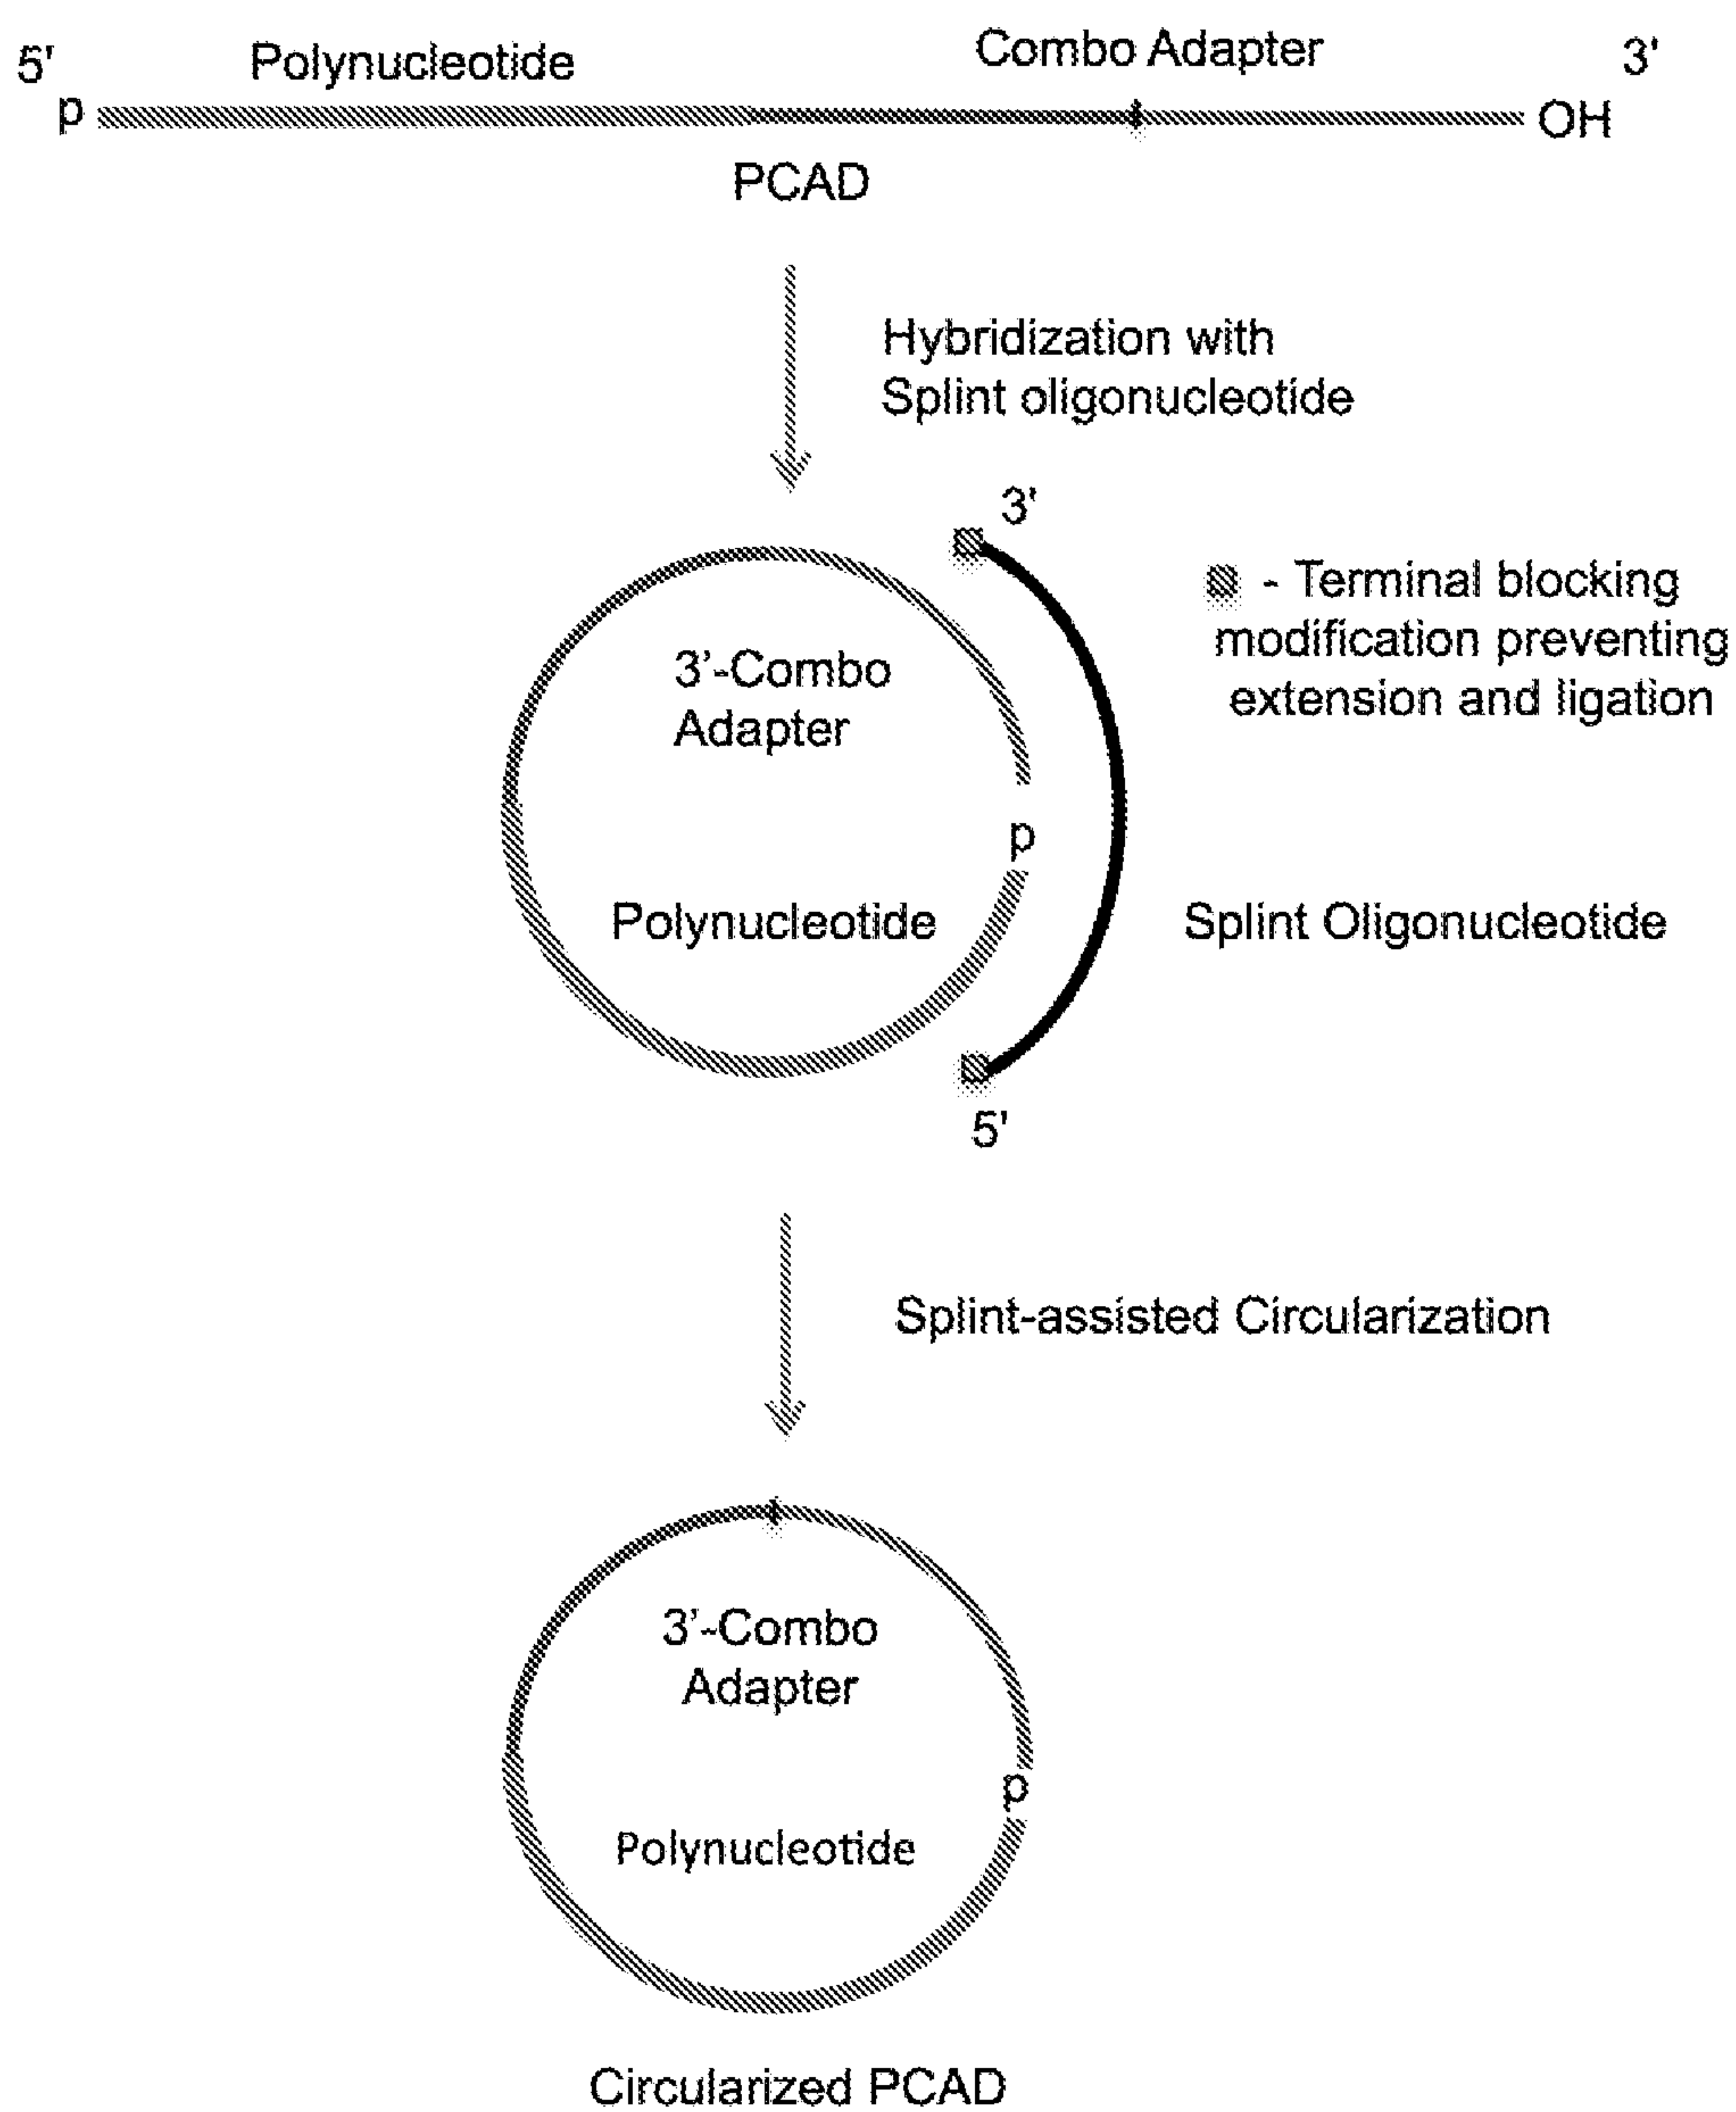 5'
Polynucleotide
Combo Adapter
3'
p
OH
PCAD
Hybridization with
Splint oligonucleotide
3'
- Terminal blocking
modification preventing
extension and ligation
3'-Combo
Adapter
p
Polynucleotide
Splint Oligonucleotide
5'
Splint-assisted Circularization
3'-Combo
Adapter
p
Polynucleotide
Circularized PCAD